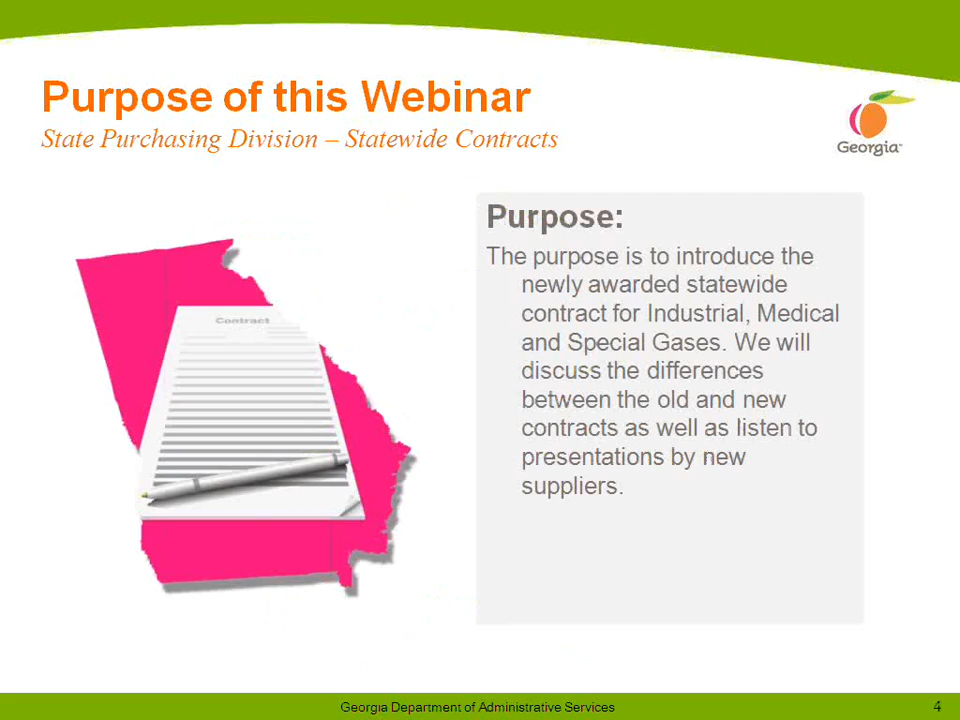 Purpose of this Webinar
State Purchasing Division – Statewide Contracts
Georgia™
Contract
Purpose:
The purpose is to introduce the
newly awarded statewide
contract for Industrial, Medical
and Special Gases. We will
discuss the differences
between the old and new
contracts as well as listen to
presentations by new
suppliers.
Georgia Department of Administrative Services
4